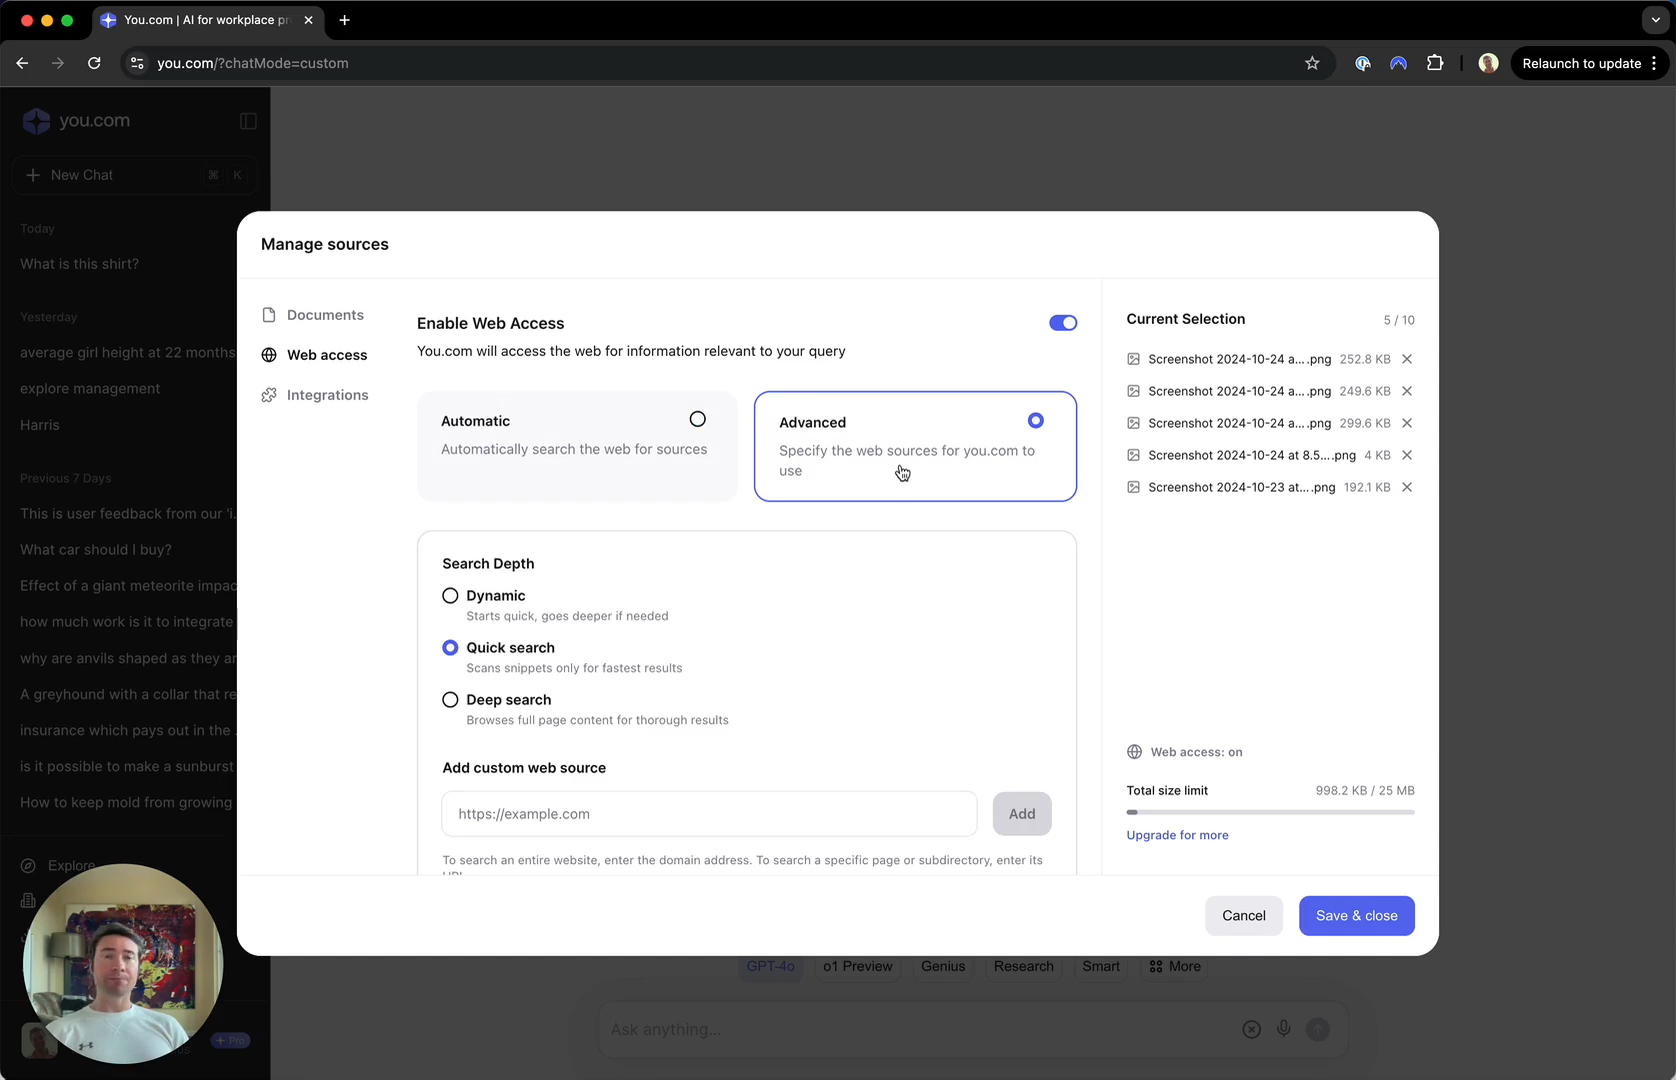 You.com | AI for workplace pr
you.com/?chatMode=custom
Relaunch to update
you.com
New Chat
⌘ K
Today
What is this shirt?
Yesterday
average girl height at 22 months
explore management
Harris
Previous 7 Days
This is user feedback from our 'i.
What car should I buy?
Effect of a giant meteorite impac
how much work is it to integrate
why are anvils shaped as they ar
A greyhound with a collar that re
insurance which pays out in the .
is it possible to make a sunburst
How to keep mold from growing
Explore
+ Pro
Manage sources
Documents
Web access
Integrations
Enable Web Access
You.com will access the web for information relevant to your query
Automatic
Automatically search the web for sources
Advanced
Specify the web sources for you.com to
use
Search Depth
Dynamic
Starts quick, goes deeper if needed
Quick search
Scans snippets only for fastest results
Deep search
Browses full page content for thorough results
Add custom web source
https://example.com
Add
To search an entire website, enter the domain address. To search a specific page or subdirectory, enter its
Current Selection
5 / 10
Screenshot 2024-10-24 a... .png 252.8 KB
Screenshot 2024-10-24 a... .png 249.6 KB
Screenshot 2024-10-24 a... .png 299.6 KB
Screenshot 2024-10-24 at 8.5... .png 4 KB
Screenshot 2024-10-23 at... .png 192.1 KB
Web access: on
Total size limit
998.2 KB / 25 MB
Upgrade for more
Cancel
Save & close
GPT-4o
o1 Preview
Genius
Research
Smart
More
Ask anything...